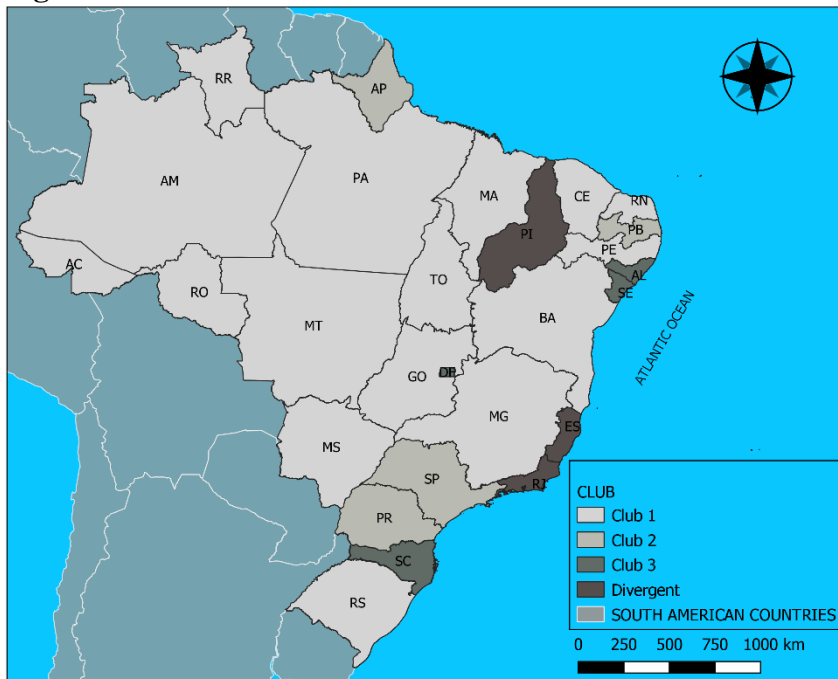 RR
AP
AM
PA
MA
CE
RN
PB
PI
PE
AC
AL
TO
SE
RO
BA
MT
ATLANTIC OCEAN
GO
DF
MG
ES
MS
SP
RJ
PR
SC
RS
CLUB
Club 1
Club 2
Club 3
Divergent
SOUTH AMERICAN COUNTRIES
0 250 500 750 1000 km